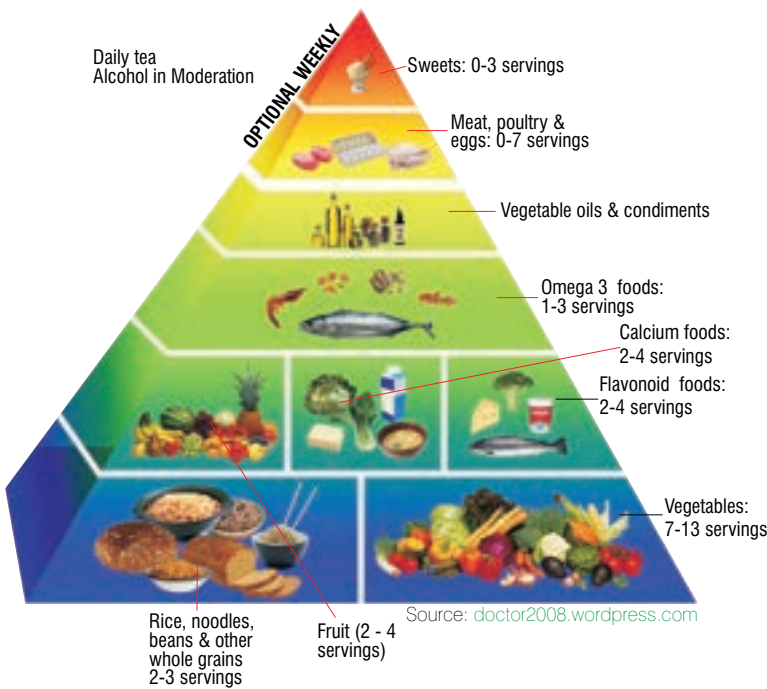 Daily tea
Alcohol in Moderation
OPTIONAL WEEKLY
Sweets: 0-3 servings
Meat, poultry &
eggs: 0-7 servings
Vegetable oils & condiments
Omega 3 foods:
1-3 servings
Calcium foods:
2-4 servings
Flavonoid foods:
2-4 servings
Vegetables:
7-13 servings
Source: doctor2008.wordpress.com
Rice, noodles,
beans & other
whole grains
2-3 servings
Fruit (2 - 4
servings)